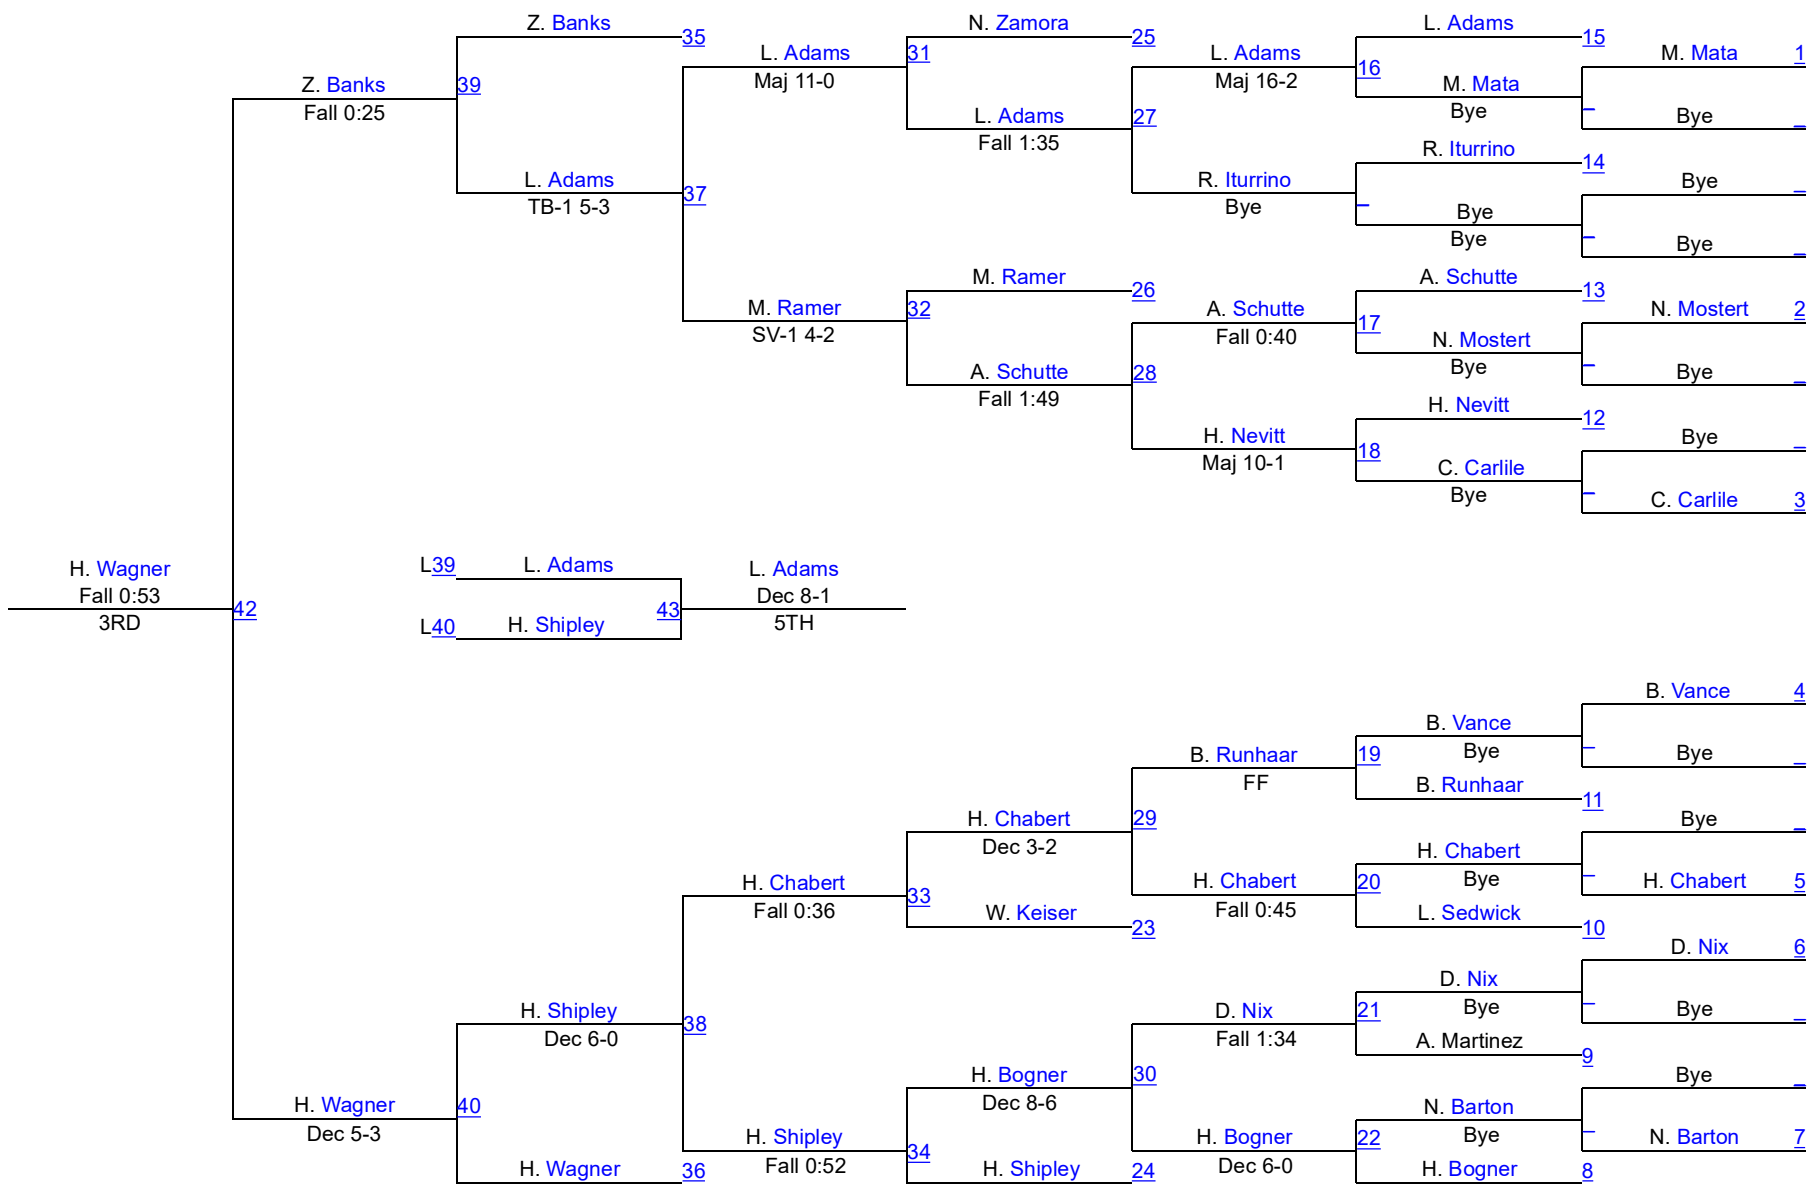 Z. Banks
35
N. Zamora
25
L. Adams
15
L. Adams
31
L. Adams
M. Mata
1
Maj 11-0
Maj 16-2
16
Z. Banks
39
M. Mata
Fall 0:25
Bye
L. Adams
27
Bye
Fall 1:35
R. Iturrino
14
L. Adams
R. Iturrino
Bye
TB-1 5-3
37
Bye
Bye
Bye
Bye
M. Ramer
26
A. Schutte
13
M. Ramer
32
A. Schutte
N. Mostert
2
SV-1 4-2
Fall 0:40
17
N. Mostert
Bye
A. Schutte
28
Bye
Fall 1:49
H. Nevitt
12
H. Nevitt
Bye
Maj 10-1
18
C. Carlile
Bye
C. Carlile
3
H. Wagner
L39
L. Adams
L. Adams
Fall 0:53
Dec 8-1
3RD
42
L40
H. Shipley
43
5TH
B. Vance
4
B. Vance
B. Runhaar
19
Bye
Bye
FF
B. Runhaar
11
H. Chabert
29
Bye
Dec 3-2
H. Chabert
H. Chabert
H. Chabert
20
Bye
H. Chabert
5
Fall 0:36
33
W. Keiser
23
Fall 0:45
L. Sedwick
10
D. Nix
6
D. Nix
H. Shipley
38
D. Nix
21
Bye
Bye
Dec 6-0
Fall 1:34
A. Martinez
9
H. Bogner
30
Bye
Dec 8-6
H. Wagner
40
N. Barton
Dec 5-3
H. Shipley
H. Bogner
22
Bye
N. Barton
7
Fall 0:52
34
Dec 6-0
H. Wagner
36
H. Shipley
24
H. Bogner
8